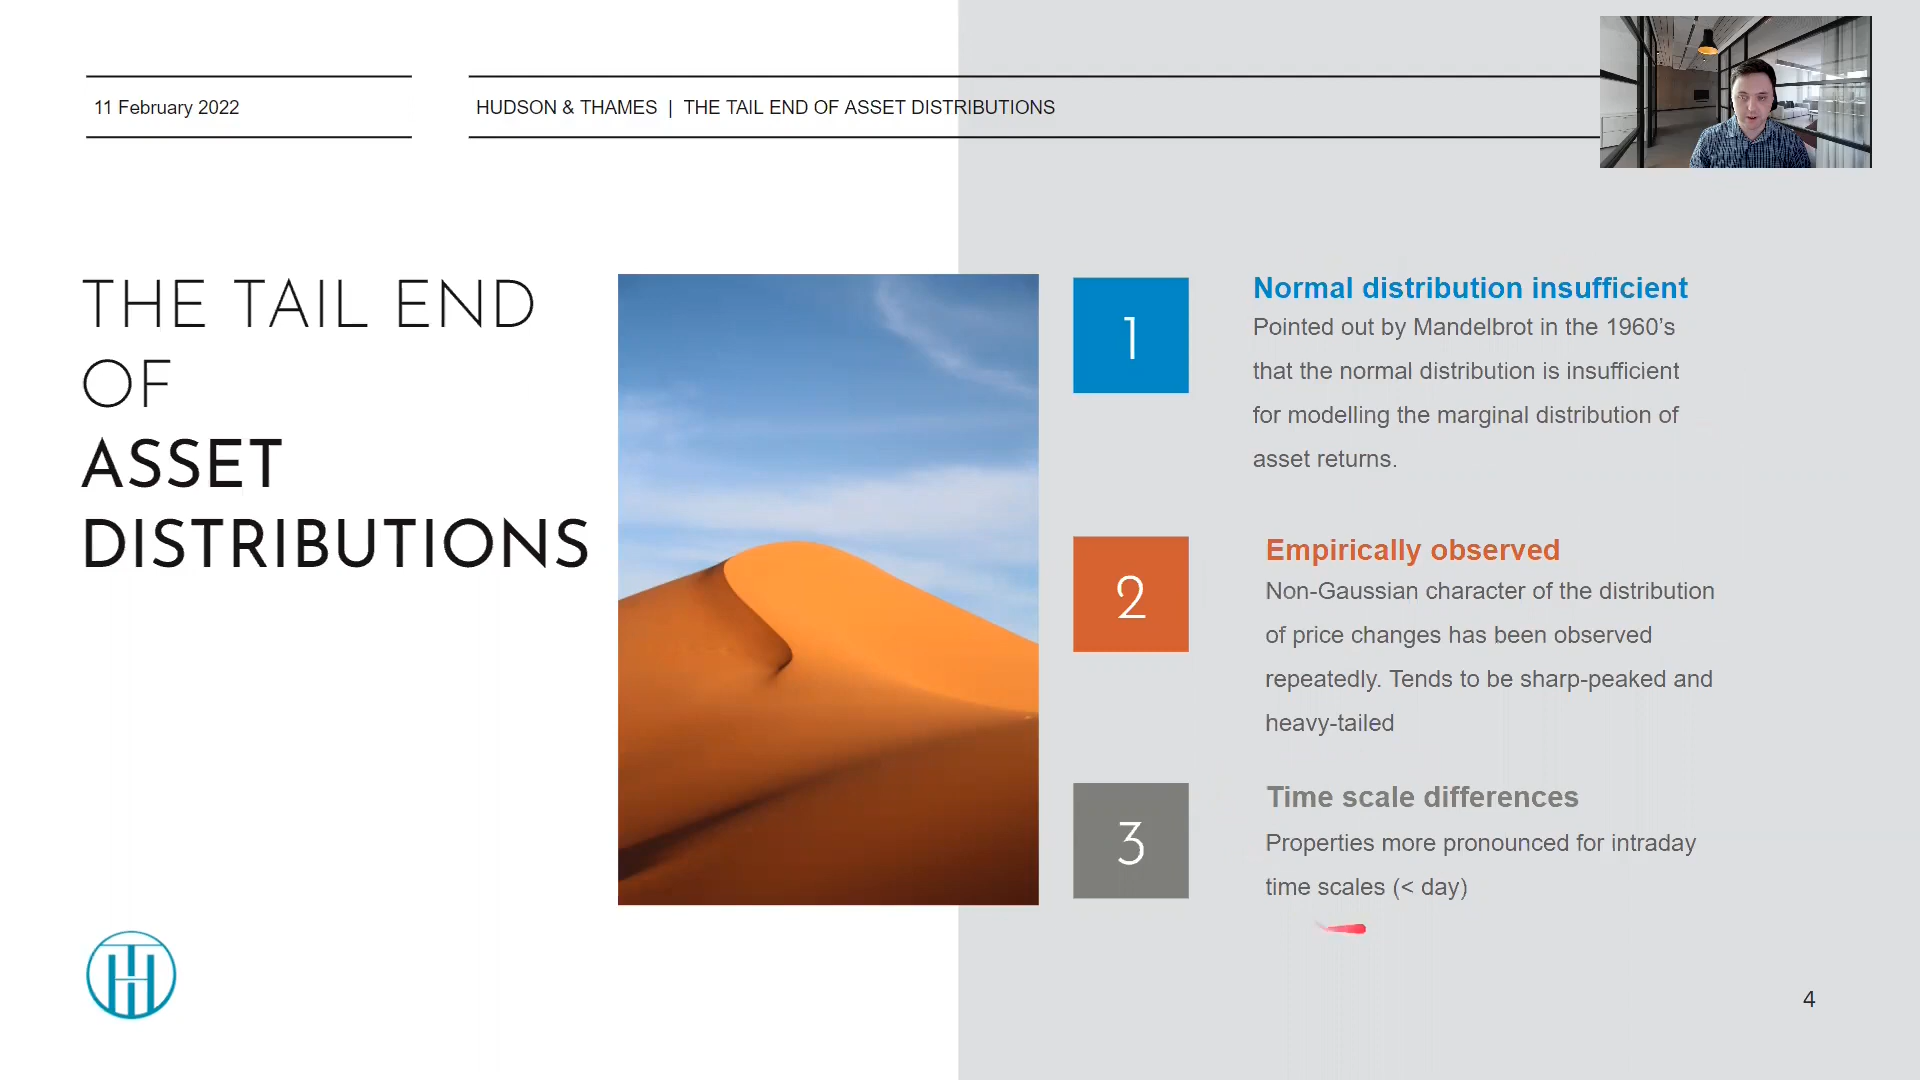 11 February 2022
HUDSON & THAMES | THE TAIL END OF ASSET DISTRIBUTIONS
THE TAIL END
OF
ASSET
DISTRIBUTIONS
1
Normal distribution insufficient
Pointed out by Mandelbrot in the 1960’s
that the normal distribution is insufficient
for modelling the marginal distribution of
asset returns.
2
Empirically observed
Non-Gaussian character of the distribution
of price changes has been observed
repeatedly. Tends to be sharp-peaked and
heavy-tailed
3
Time scale differences
Properties more pronounced for intraday
time scales (< day)
4